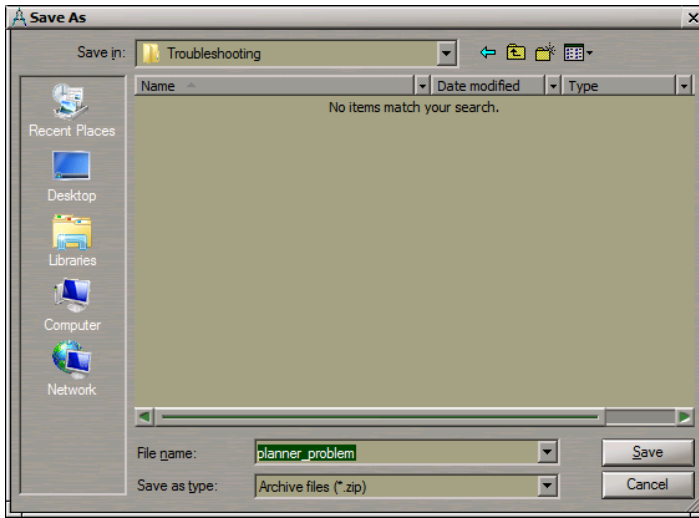 Save As
Save in: Troubleshooting
Name Date modified Type
No items match your search.
Recent Places
Desktop
Libraries
Computer
Network
File name: planner_problem Save
Save as type: Archive files (*.zip) Cancel